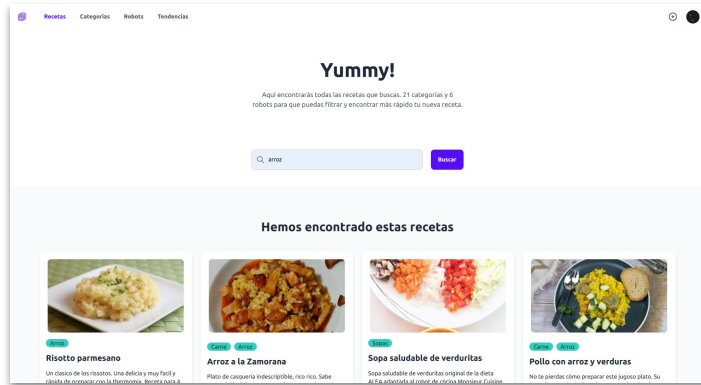 Recetas Categorías Robots Tendencias
Yummy!
Aquí encontrarás todas las recetas que buscas. 21 categorías y 6
robots para que puedas filtrar y encontrar más rápido tu nueva receta.
arroz Buscar
Hemos encontrado estas recetas
Arroz
Risotto parmesano
Un clasico de los rissotos. Una delicia y muy facil y
rápida de preparar con la thermomix. Receta para 4
Carne Arroz
Arroz a la Zamorana
Plato de casquería indescriptible, rico rico. Sabe
Sopas
Sopa saludable de verduritas
Sopa saludable de verduritas original de la dieta
ALEA adaptada al robot de cócina Monsieur Cuisine
Carne Arroz
Pollo con arroz y verduras
No te pierdas cómo preparar este jugoso plato. Su